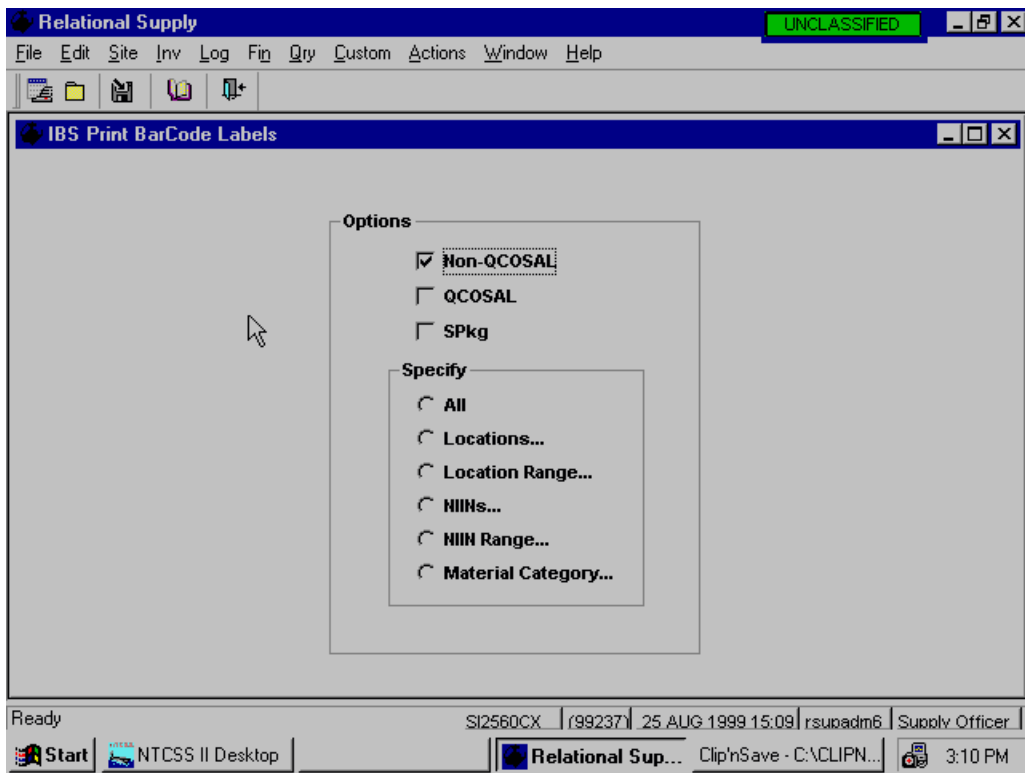 Relational Supply UNCLASSIFIED
File Edit Site Inv Log Fin Qry Custom Actions Window Help
IBS Print BarCode Labels
Options
Non-QCOSAL
QCOSAL
SPkg
Specify
All
Locations...
Location Range...
NIINs...
NIIN Range...
Material Category...
Ready SI2560CX (99237) 25 AUG 1999 15:09 rsupadm6 Supply Officer
Start NTCSS II Desktop Relational Sup... Clip'nSave - C:\CLIPN... 3:10 PM